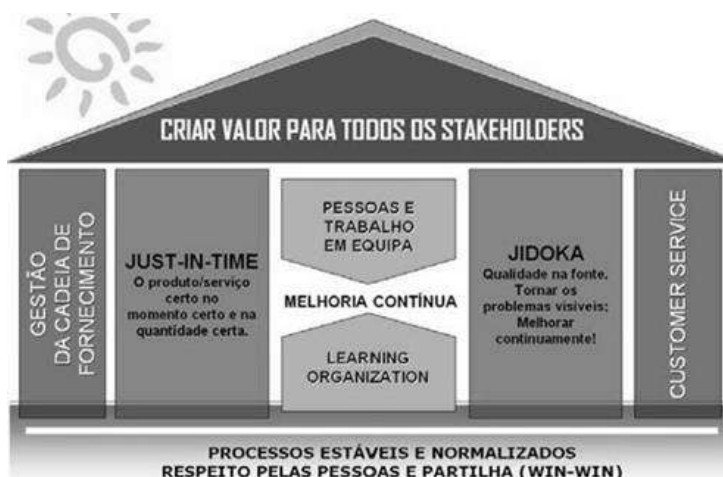 CRIAR VALOR PARA TODOS OS STAKEHOLDERS
GESTÃO
DA CADEIA DE
FORNECIMENTO
JUST-IN-TIME
O produto/serviço
certo no
momento certo e na
quantidade certa.
PESSOAS E
TRABALHO
EM EQUIPA
MELHORIA CONTÍNUA
LEARNING
ORGANIZATION
JIDOKA
Qualidade na fonte.
Tornar os
problemas visíveis;
Melhorar
continuamente!
CUSTOMER SERVICE
PROCESSOS ESTÁVEIS E NORMALIZADOS
RESPEITO PELAS PESSOAS E PARTILHA (WIN-WIN)